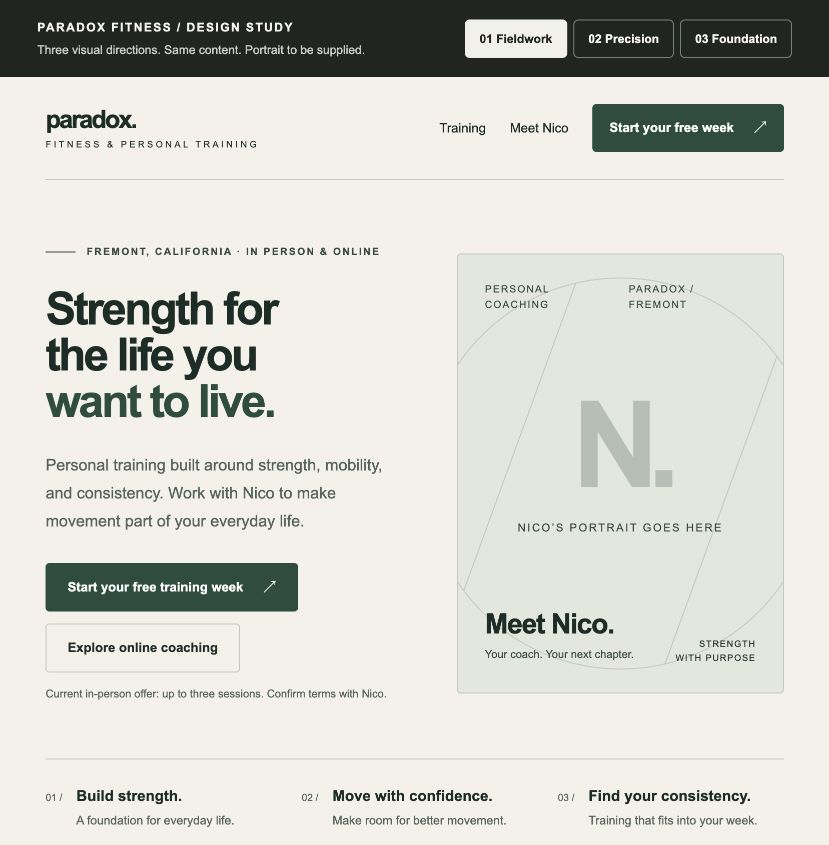 PARADOX FITNESS / DESIGN STUDY
Three visual directions. Same content. Portrait to be supplied.
01 Fieldwork
02 Precision
03 Foundation
paradox.
FITNESS & PERSONAL TRAINING
Training
Meet Nico
Start your free week ↗
FREMONT, CALIFORNIA · IN PERSON & ONLINE
Strength for
the life you
want to live.
Personal training built around strength, mobility,
and consistency. Work with Nico to make
movement part of your everyday life.
Start your free training week ↗
Explore online coaching
Current in-person offer: up to three sessions. Confirm terms with Nico.
PERSONAL
COACHING
PARADOX /
FREMONT
N.
NICO’S PORTRAIT GOES HERE
Meet Nico.
Your coach. Your next chapter.
STRENGTH
WITH PURPOSE
01 / Build strength.
A foundation for everyday life.
02 / Move with confidence.
Make room for better movement.
03 / Find your consistency.
Training that fits into your week.